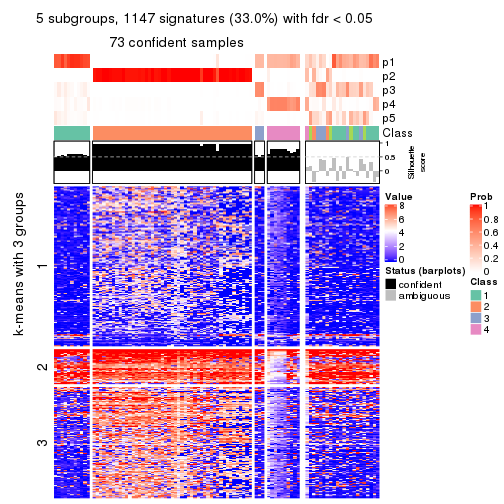 5 subgroups, 1147 signatures (33.0%) with fdr < 0.05
73 confident samples
p1
p2
p3
p4
p5
Class
1
0.5
0
Silhouette
score
k-means with 3 groups
1
2
3
Value
8
6
4
2
0
Status (barplots)
confident
ambiguous
Prob
1
0.8
0.6
0.4
0.2
0
Class
1
2
3
4